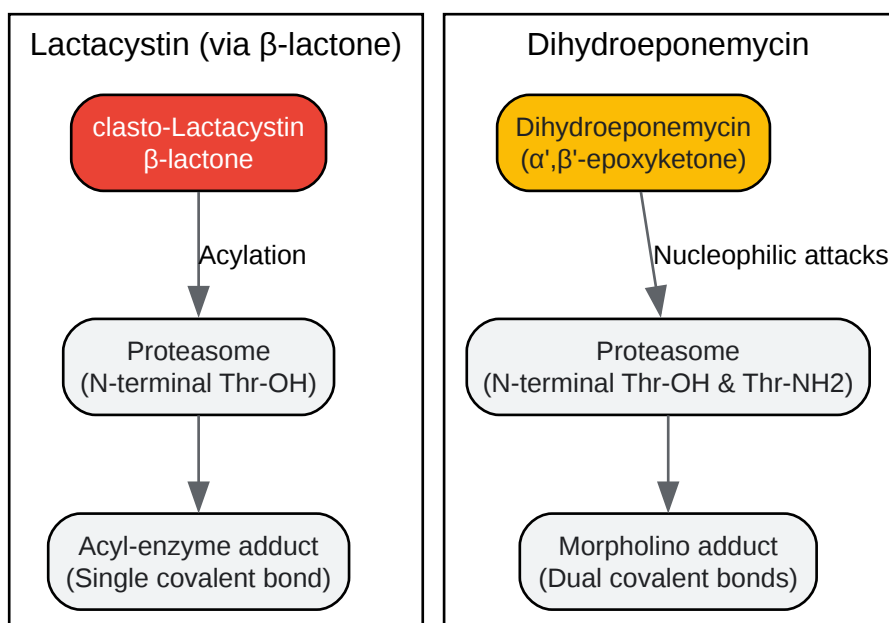 Lactacystin (via β-lactone)
clasto-Lactacystin
β-lactone
Acylation
Proteasome
(N-terminal Thr-OH)
Acyl-enzyme adduct
(Single covalent bond)
Dihydroeponemycin
Dihydroeponemycin
(α',β'-epoxyketone)
Nucleophilic attacks
Proteasome
(N-terminal Thr-OH & Thr-NH2)
Morpholino adduct
(Dual covalent bonds)